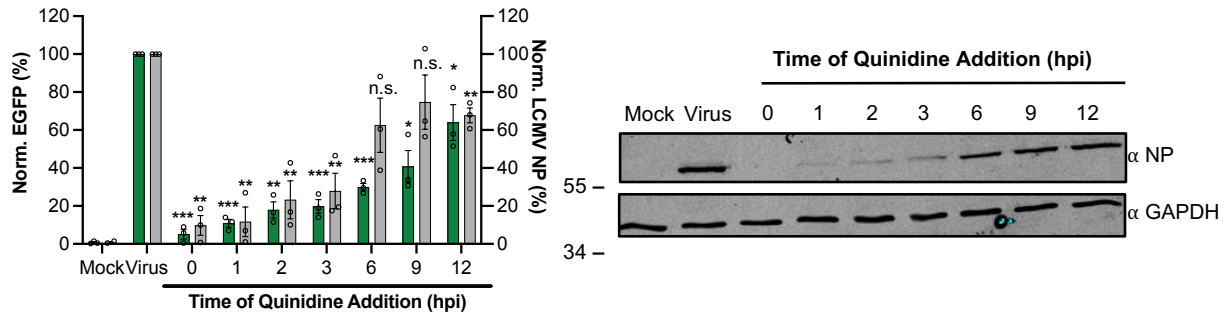 120
100
80
60
40
20
0
Norm. EGFP (%)
120
100
80
60
40
20
0
Norm. LCMV NP (%)
*** ** *** ** ** ** *** ** *** n.s. * n.s. * **
Mock Virus 0 1 2 3 6 9 12
Time of Quinidine Addition (hpi)
Time of Quinidine Addition (hpi)
Mock Virus 0 1 2 3 6 9 12
α NP
55 –
α GAPDH
34 –